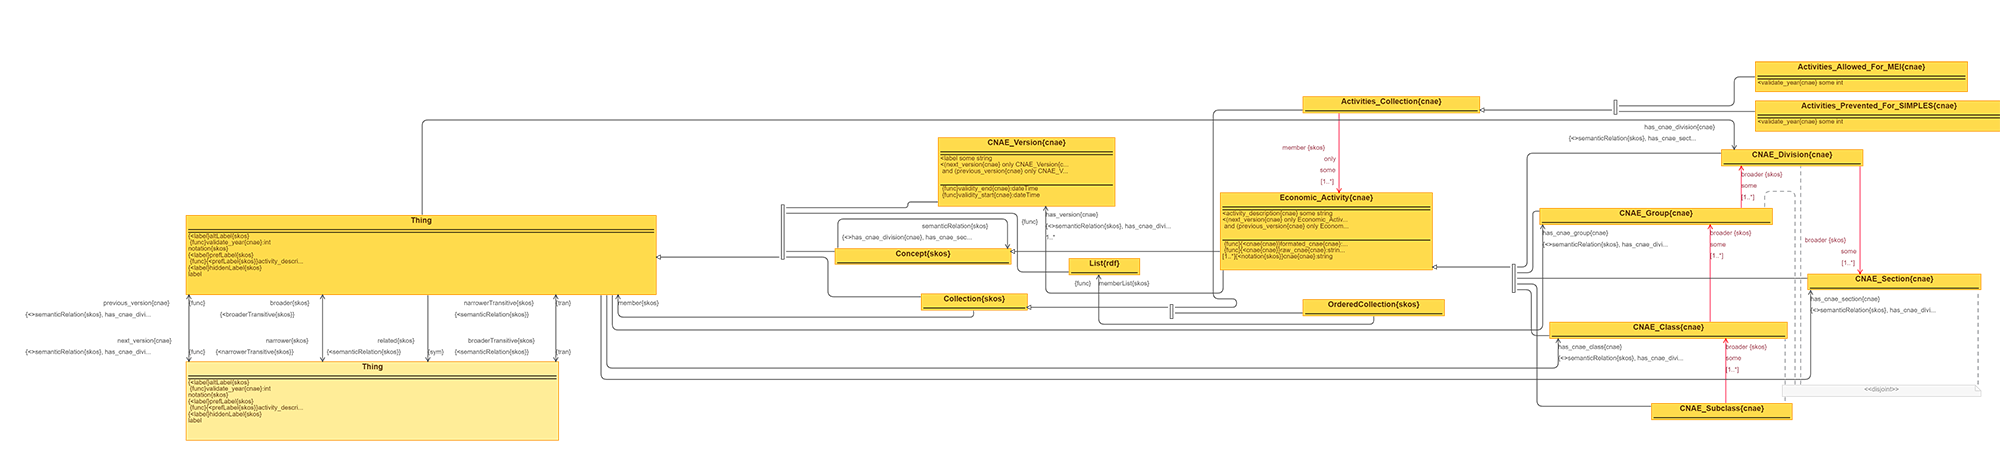 Activities_Allowed_For_MEI{cnae}
<validate_year{cnae} some int
Activities_Prevented_For_SIMPLES{cnae}
<validate_year{cnae} some int
Activities_Collection{cnae}
has_cnae_division{cnae}
{<>semanticRelation{skos}, has_cnae_sect...
CNAE_Division{cnae}
member {skos}
only
some
[1..*]
broader {skos}
some
[1..*]
CNAE_Version{cnae}
<label some string
<(next_version{cnae} only CNAE_Version{c...
and (previous_version{cnae} only CNAE_V...
{func}validity_end{cnae}:dateTime
{func}validity_start{cnae}:dateTime
Economic_Activity{cnae}
<activity_description{cnae} some string
<(next_version{cnae} only Economic_Activ...
and (previous_version{cnae} only Econom...
{func}{<cnae{cnae}}formated_cnae{cnae}:...
{func}{<cnae{cnae}}raw_cnae{cnae}:strin...
[1..*]{<notation{skos}}cnae{cnae}:string
CNAE_Group{cnae}
has_cnae_group{cnae}
{<>semanticRelation{skos}, has_cnae_divi...
broader {skos}
some
[1..*]
broader {skos}
some
[1..*]
has_version{cnae}
{func}
{<>semanticRelation{skos}, has_cnae_divi...
1..*
semanticRelation{skos}
{<>has_cnae_division{cnae}, has_cnae_sec...
Concept{skos}
List{rdf}
{func}
memberList{skos}
Collection{skos}
OrderedCollection{skos}
CNAE_Section{cnae}
has_cnae_section{cnae}
{<>semanticRelation{skos}, has_cnae_divi...
CNAE_Class{cnae}
has_cnae_class{cnae}
{<>semanticRelation{skos}, has_cnae_divi...
broader {skos}
some
[1..*]
<<disjoint>>
CNAE_Subclass{cnae}
Thing
{<label}altLabel{skos}
{func}validate_year{cnae}:int
notation{skos}
{<label}prefLabel{skos}
{func}{<prefLabel{skos}}activity_descri...
{<label}hiddenLabel{skos}
label
previous_version{cnae}
{func}
{<>semanticRelation{skos}, has_cnae_divi...
broader{skos}
{<broaderTransitive{skos}}
narrowerTransitive{skos}
{tran}
{<semanticRelation{skos}}
member{skos}
next_version{cnae}
{func}
{<>semanticRelation{skos}, has_cnae_divi...
narrower{skos}
{<narrowerTransitive{skos}}
related{skos}
{sym}
{<semanticRelation{skos}}
broaderTransitive{skos}
{tran}
{<semanticRelation{skos}}
Thing
{<label}altLabel{skos}
{func}validate_year{cnae}:int
notation{skos}
{<label}prefLabel{skos}
{func}{<prefLabel{skos}}activity_descri...
{<label}hiddenLabel{skos}
label